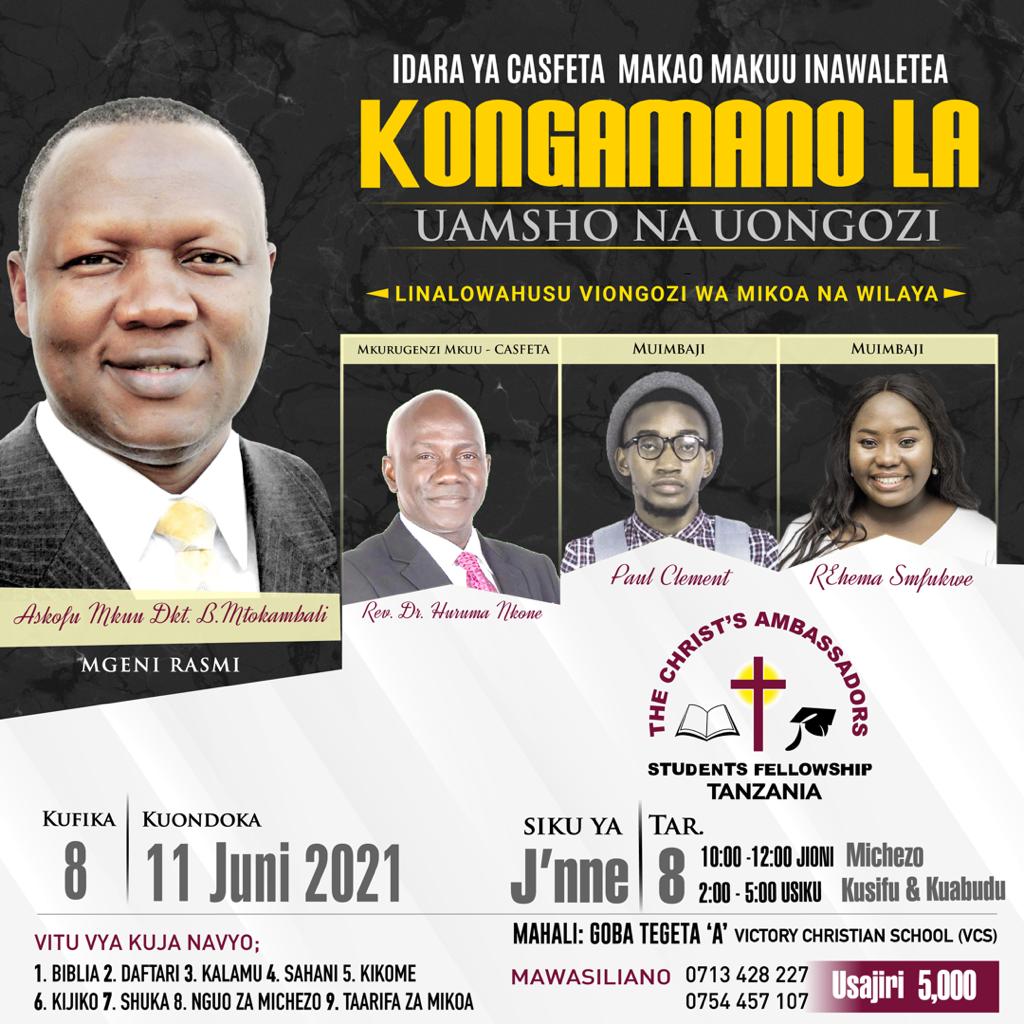 IDARA YA CASFETA MAKAO MAKUU INAWALETEA
KONGAMANO LA
UAMSHO NA UONGOZI
LINALOWAHUSU VIONGOZI WA MIKOA NA WILAYA
MKURUGENZI MKUU - CASFETA
MUIMBAJI
MUIMBAJI
Paul Clement
REhema Smfukwe
Askofu Mkuu Dkt. B.Mtokambali
Rev. Dr. Huruma Nkone
MGENI RASMI
THE CHRIST'S AMBASSADORS
STUDENTS FELLOWSHIP
TANZANIA
KUFIKA
8
KUONDOKA
11 Juni 2021
SIKU YA
J'nne
TAR.
8
10:00 -12:00 JIONI Michezo
2:00 - 5:00 USIKU Kusifu & Kuabudu
MAHALI: GOBA TEGETA 'A' VICTORY CHRISTIAN SCHOOL (VCS)
VITU VYA KUJA NAVYO;
1. BIBLIA 2. DAFTARI 3. KALAMU 4. SAHANI 5. KIKOME
6. KIJIKO 7. SHUKA 8. NGUO ZA MICHEZO 9. TAARIFA ZA MIKOA
MAWASILIANO 0713 428 227
0754 457 107
Usajiri 5,000